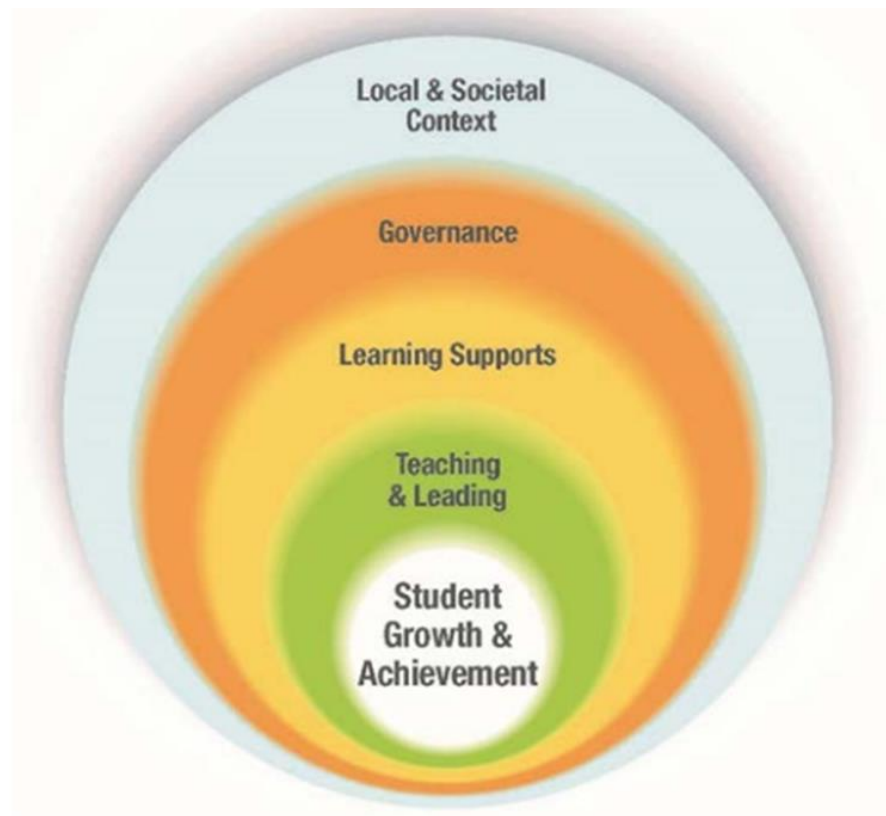 Local & Societal
Context
Governance
Learning Supports
Teaching
& Leading
Student
Growth &
Achievement